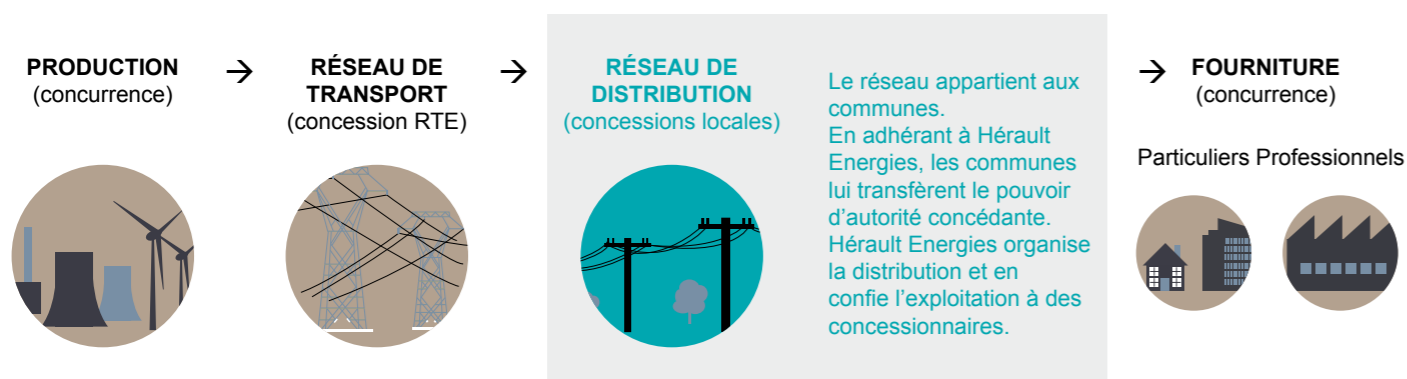 PRODUCTION
(concurrence)
→
RÉSEAU DE
TRANSPORT
(concession RTE)
→
RÉSEAU DE
DISTRIBUTION
(concessions locales)
Le réseau appartient aux
communes.
En adhérant à Hérault
Energies, les communes
lui transfèrent le pouvoir
d’autorité concédante.
Hérault Energies organise
la distribution et en
confie l’exploitation à des
concessionnaires.
→
FOURNITURE
(concurrence)
Particuliers Professionnels